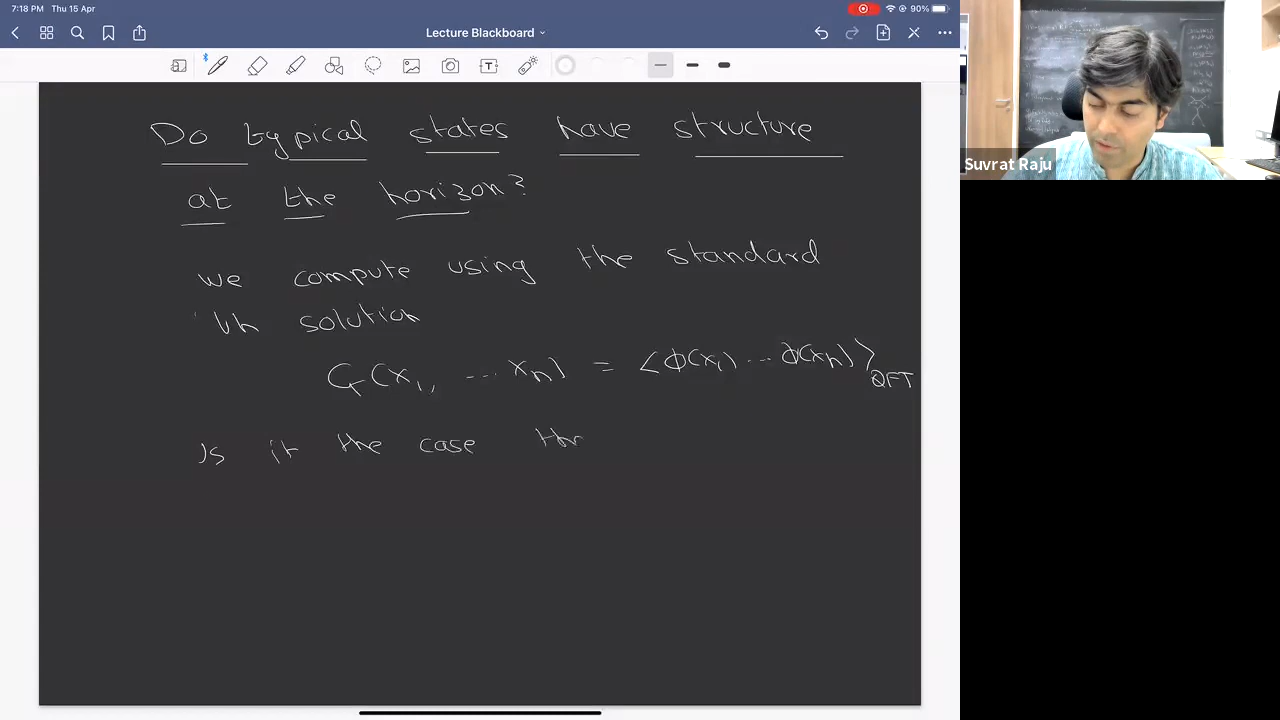 7:18 PM Thu 15 Apr
90%
Lecture Blackboard
T
Do typical states have structure
at the horizon?
we compute using the standard
bh solution
G(x₁, ... xₙ) = <ϕ(x₁) ... ϕ(xₙ)>QFT
Is it the case
Suvrat Raju